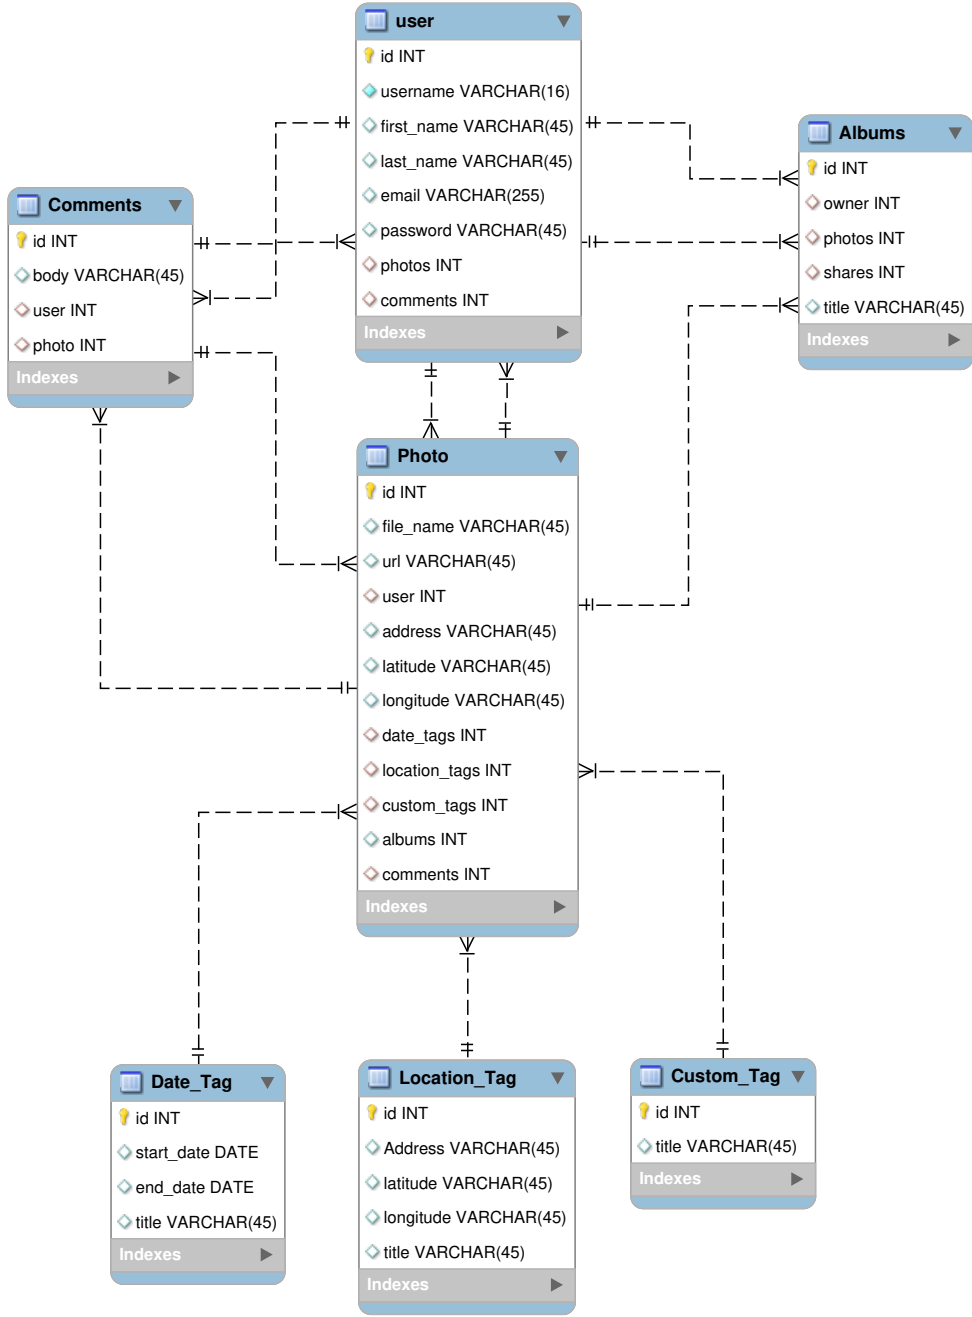 user
id INT
username VARCHAR(16)
first_name VARCHAR(45)
last_name VARCHAR(45)
email VARCHAR(255)
password VARCHAR(45)
photos INT
comments INT
Indexes
Albums
id INT
owner INT
photos INT
shares INT
title VARCHAR(45)
Indexes
Comments
id INT
body VARCHAR(45)
user INT
photo INT
Indexes
Photo
id INT
file_name VARCHAR(45)
url VARCHAR(45)
user INT
address VARCHAR(45)
latitude VARCHAR(45)
longitude VARCHAR(45)
date_tags INT
location_tags INT
custom_tags INT
albums INT
comments INT
Indexes
Date_Tag
id INT
start_date DATE
end_date DATE
title VARCHAR(45)
Indexes
Location_Tag
id INT
Address VARCHAR(45)
latitude VARCHAR(45)
longitude VARCHAR(45)
title VARCHAR(45)
Indexes
Custom_Tag
id INT
title VARCHAR(45)
Indexes